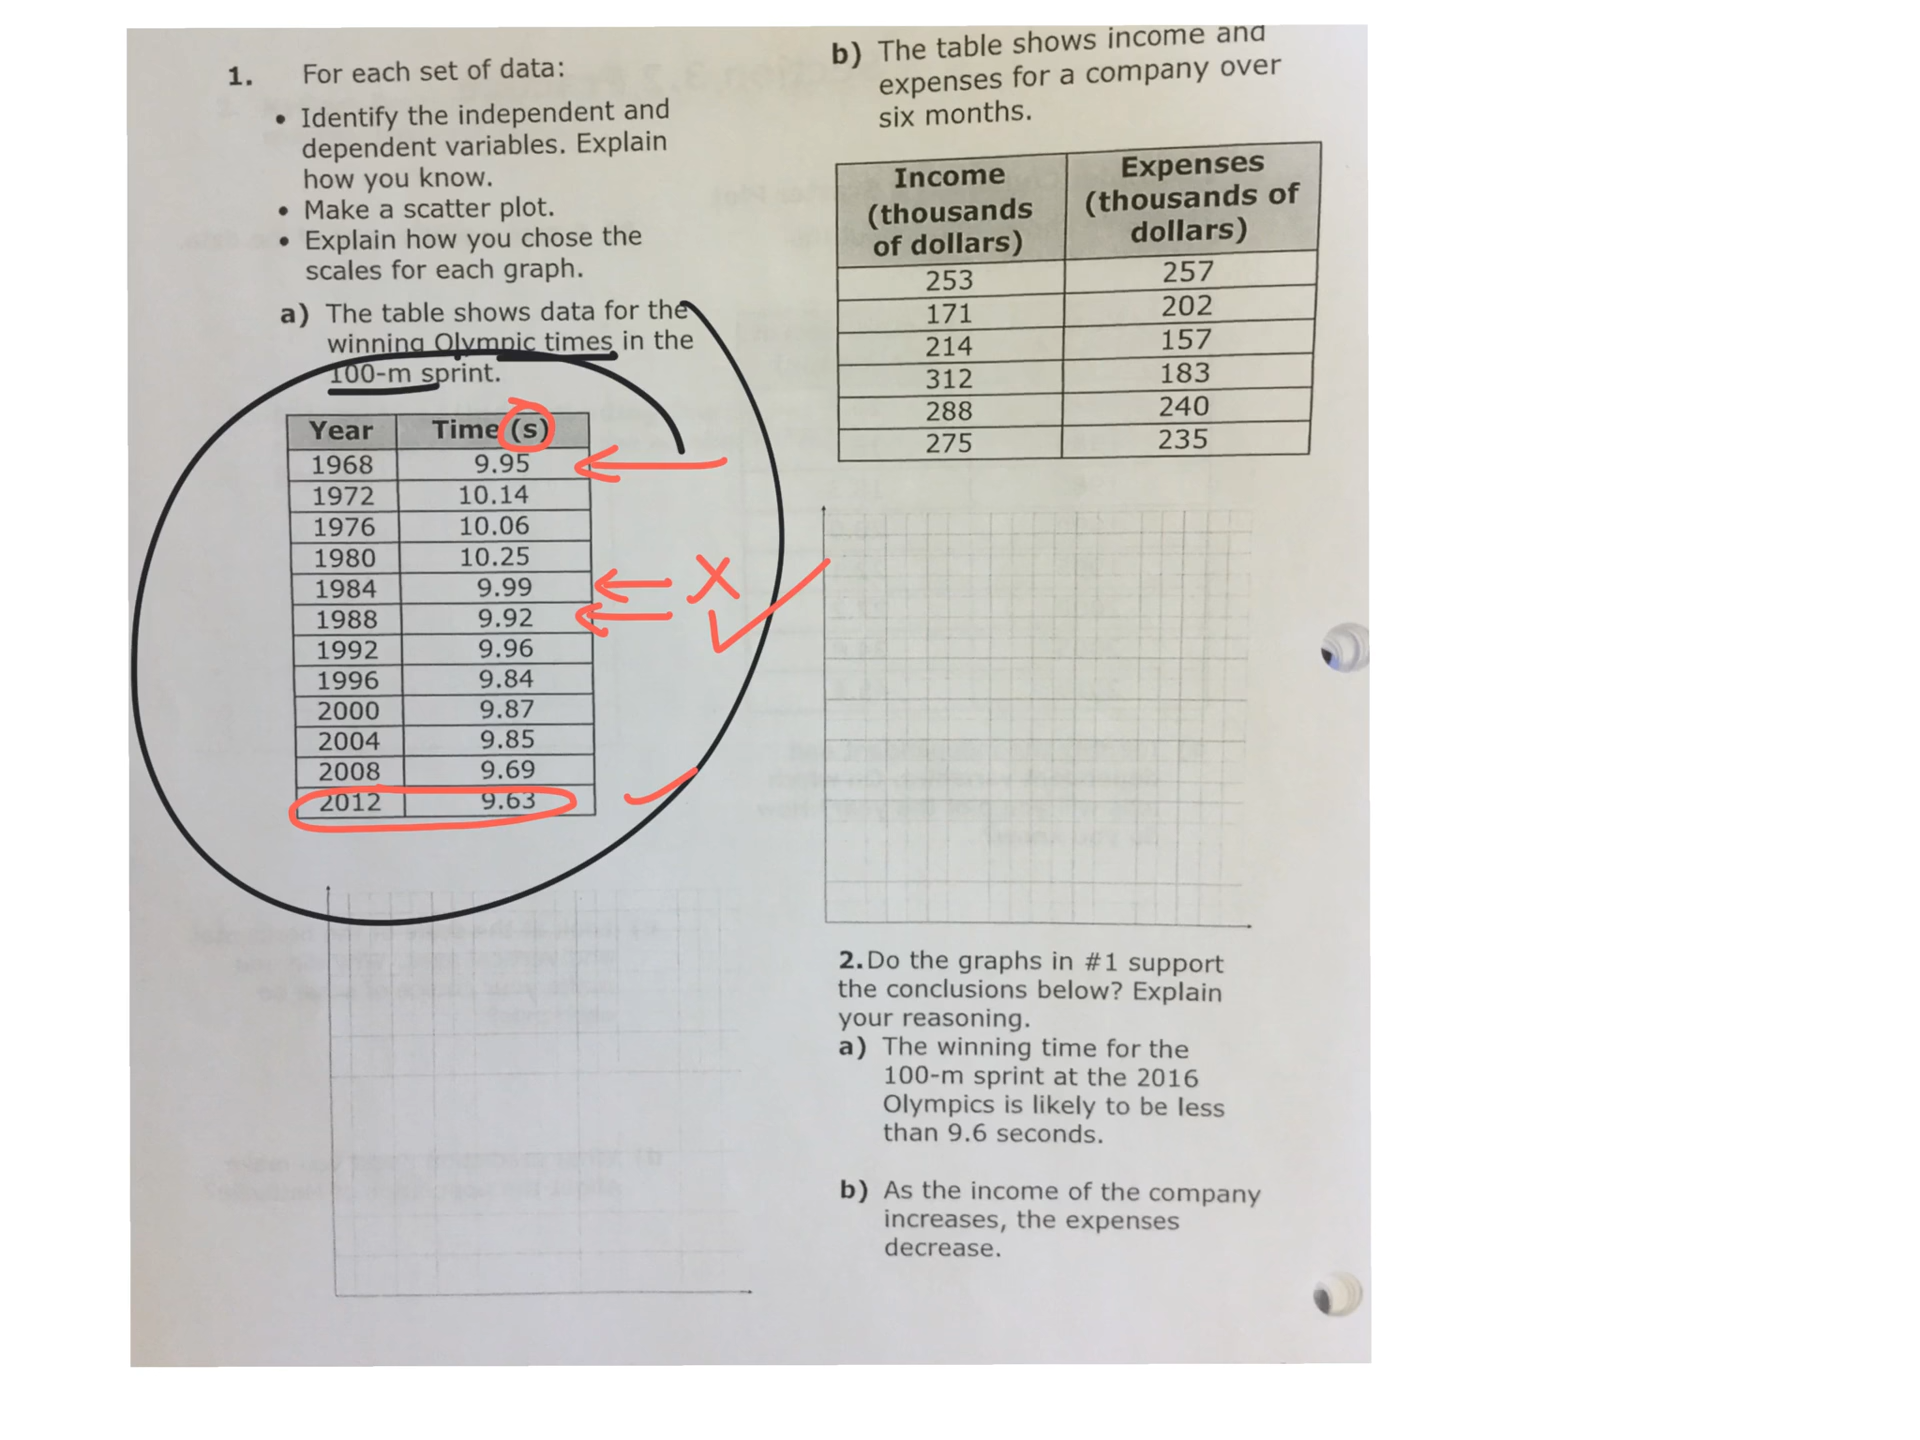 1. For each set of data:
• Identify the independent and
dependent variables. Explain
how you know.
• Make a scatter plot.
• Explain how you chose the
scales for each graph.
a) The table shows data for the
winning Olympic times in the
100-m sprint.
Year Time (s)
1968 9.95
1972 10.14
1976 10.06
1980 10.25
1984 9.99
1988 9.92
1992 9.96
1996 9.84
2000 9.87
2004 9.85
2008 9.69
2012 9.63
b) The table shows income and
expenses for a company over
six months.
Income (thousands of dollars) Expenses (thousands of dollars)
253 257
171 202
214 157
312 183
288 240
275 235
2. Do the graphs in #1 support
the conclusions below? Explain
your reasoning.
a) The winning time for the
100-m sprint at the 2016
Olympics is likely to be less
than 9.6 seconds.
b) As the income of the company
increases, the expenses
decrease.